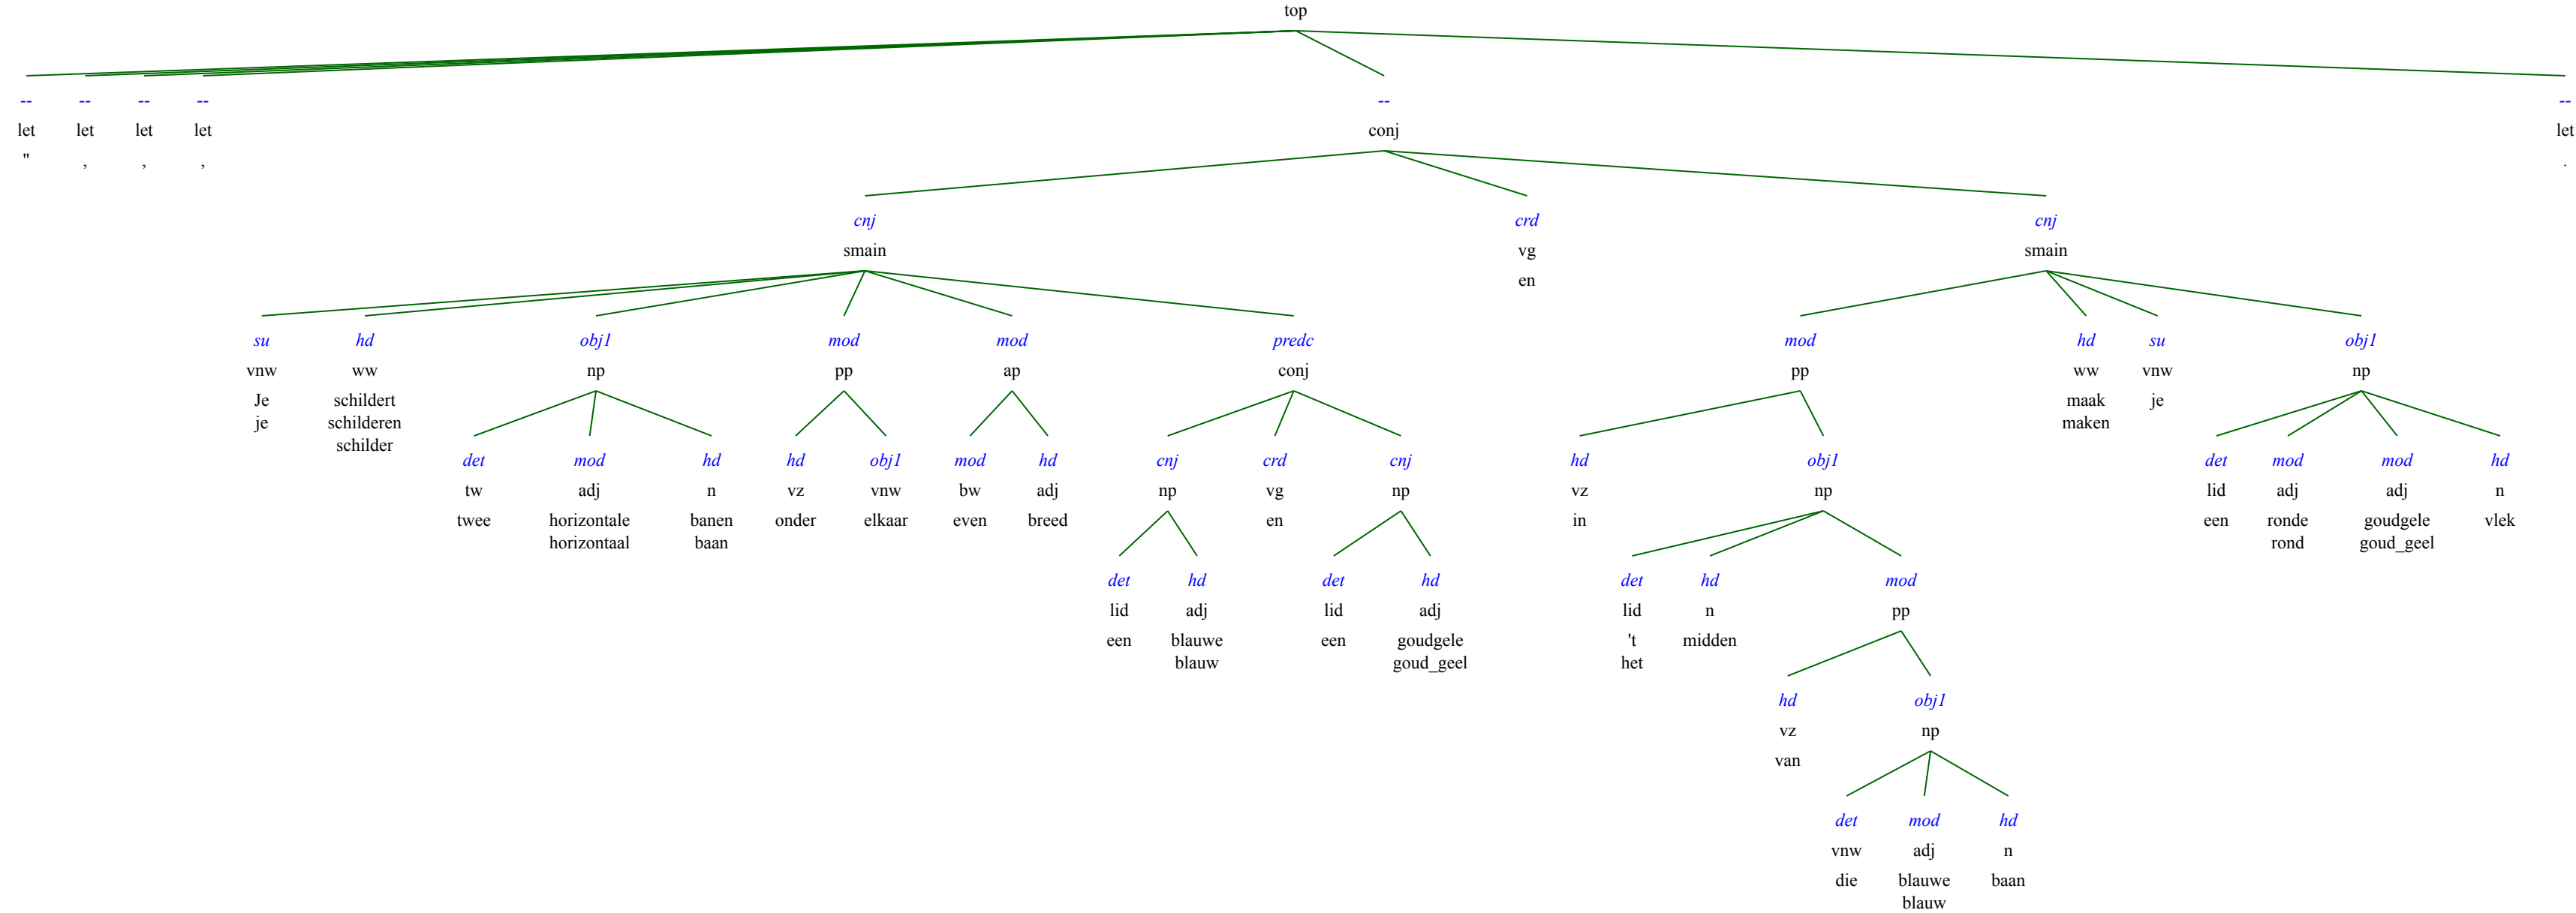 top
-- -- -- -- -- --
let let let let conj let
" , , , .
cnj crd cnj
smain vg smain
en
su hd obj1 mod mod predc mod hd su obj1
vnw ww np pp ap conj pp ww vnw np
Je schildert maak je
je schilderen maken
schilder
det mod hd hd obj1 mod hd cnj crd cnj hd obj1 det mod mod hd
tw adj n vz vnw bw adj np vg np vz np lid adj adj n
twee horizontale banen onder elkaar even breed en in een ronde goudgele vlek
horizontaal baan rond goud_geel
det hd det hd det hd mod
lid adj lid adj lid n pp
een blauwe een goudgele 't midden
blauw goud_geel het
hd obj1
vz np
van
det mod hd
vnw adj n
die blauwe baan
blauw